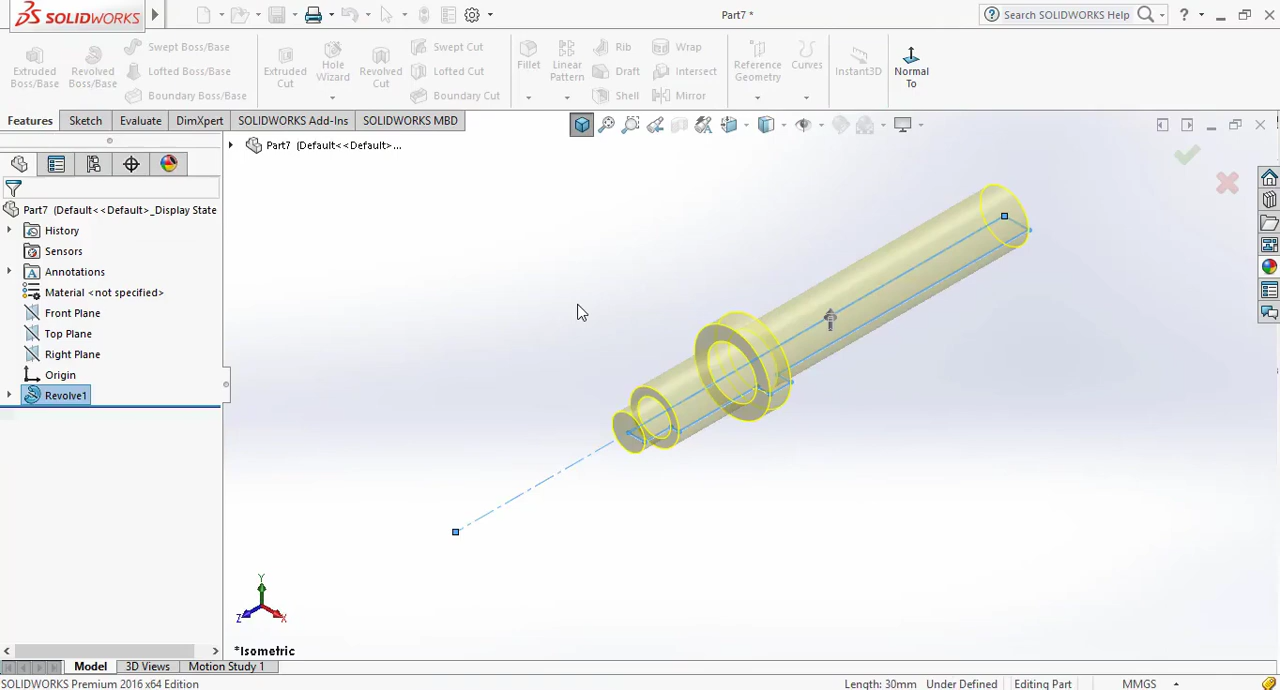 SOLIDWORKS
Part7 *
Search SOLIDWORKS Help
?
Extruded Boss/Base
Revolved Boss/Base
Swept Boss/Base
Lofted Boss/Base
Boundary Boss/Base
Extruded Cut
Hole Wizard
Revolved Cut
Swept Cut
Lofted Cut
Boundary Cut
Fillet
Linear Pattern
Rib
Draft
Shell
Wrap
Intersect
Mirror
Reference Geometry
Curves
Instant3D
Normal To
Features
Sketch
Evaluate
DimXpert
SOLIDWORKS Add-Ins
SOLIDWORKS MBD
Part7 (Default<<Default>...
Part7 (Default<<Default>_Display State
History
Sensors
Annotations
Material <not specified>
Front Plane
Top Plane
Right Plane
Origin
Revolve1
Y
Z
X
*Isometric
Model
3D Views
Motion Study 1
SOLIDWORKS Premium 2016 x64 Edition
Length: 30mm
Under Defined
Editing Part
MMGS